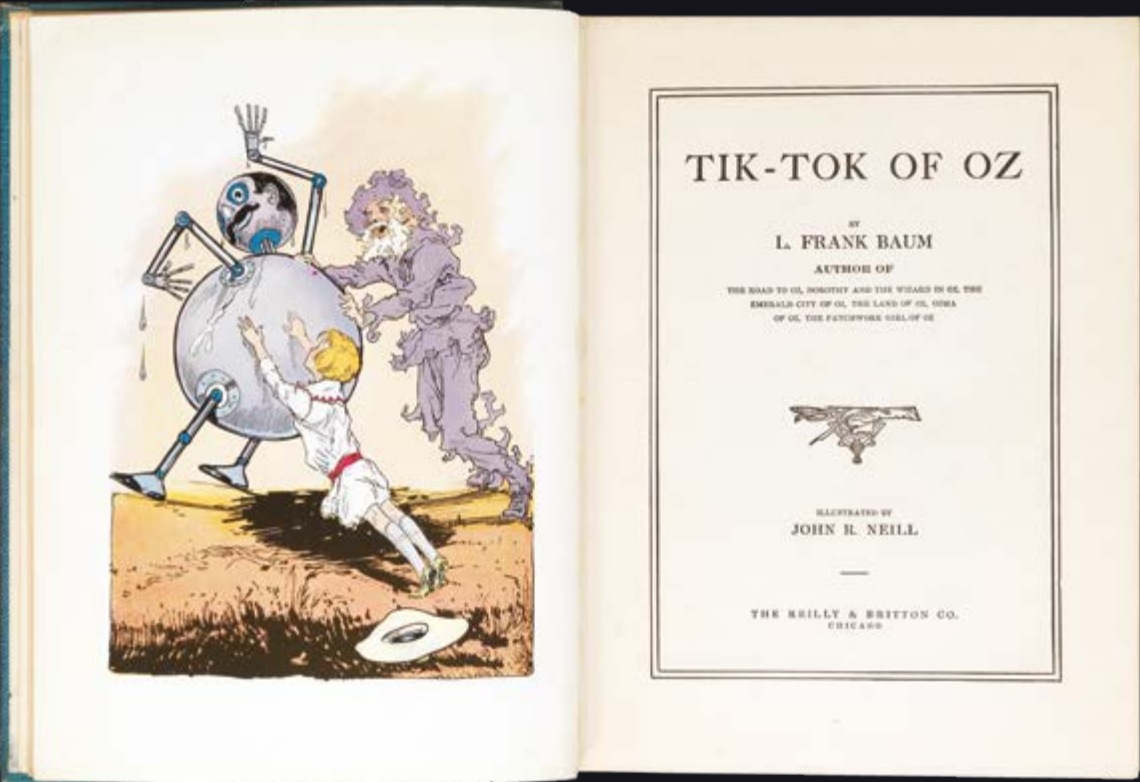 TIK-TOK OF OZ
BY
L. FRANK BAUM
AUTHOR OF
THE ROAD TO OZ, DOROTHY AND THE WIZARD IN OZ, THE
EMERALD CITY OF OZ, THE LAND OF OZ, OZMA
OF OZ, THE PATCHWORK GIRL OF OZ
ILLUSTRATED BY
JOHN R. NEILL
THE REILLY & BRITTON CO.
CHICAGO